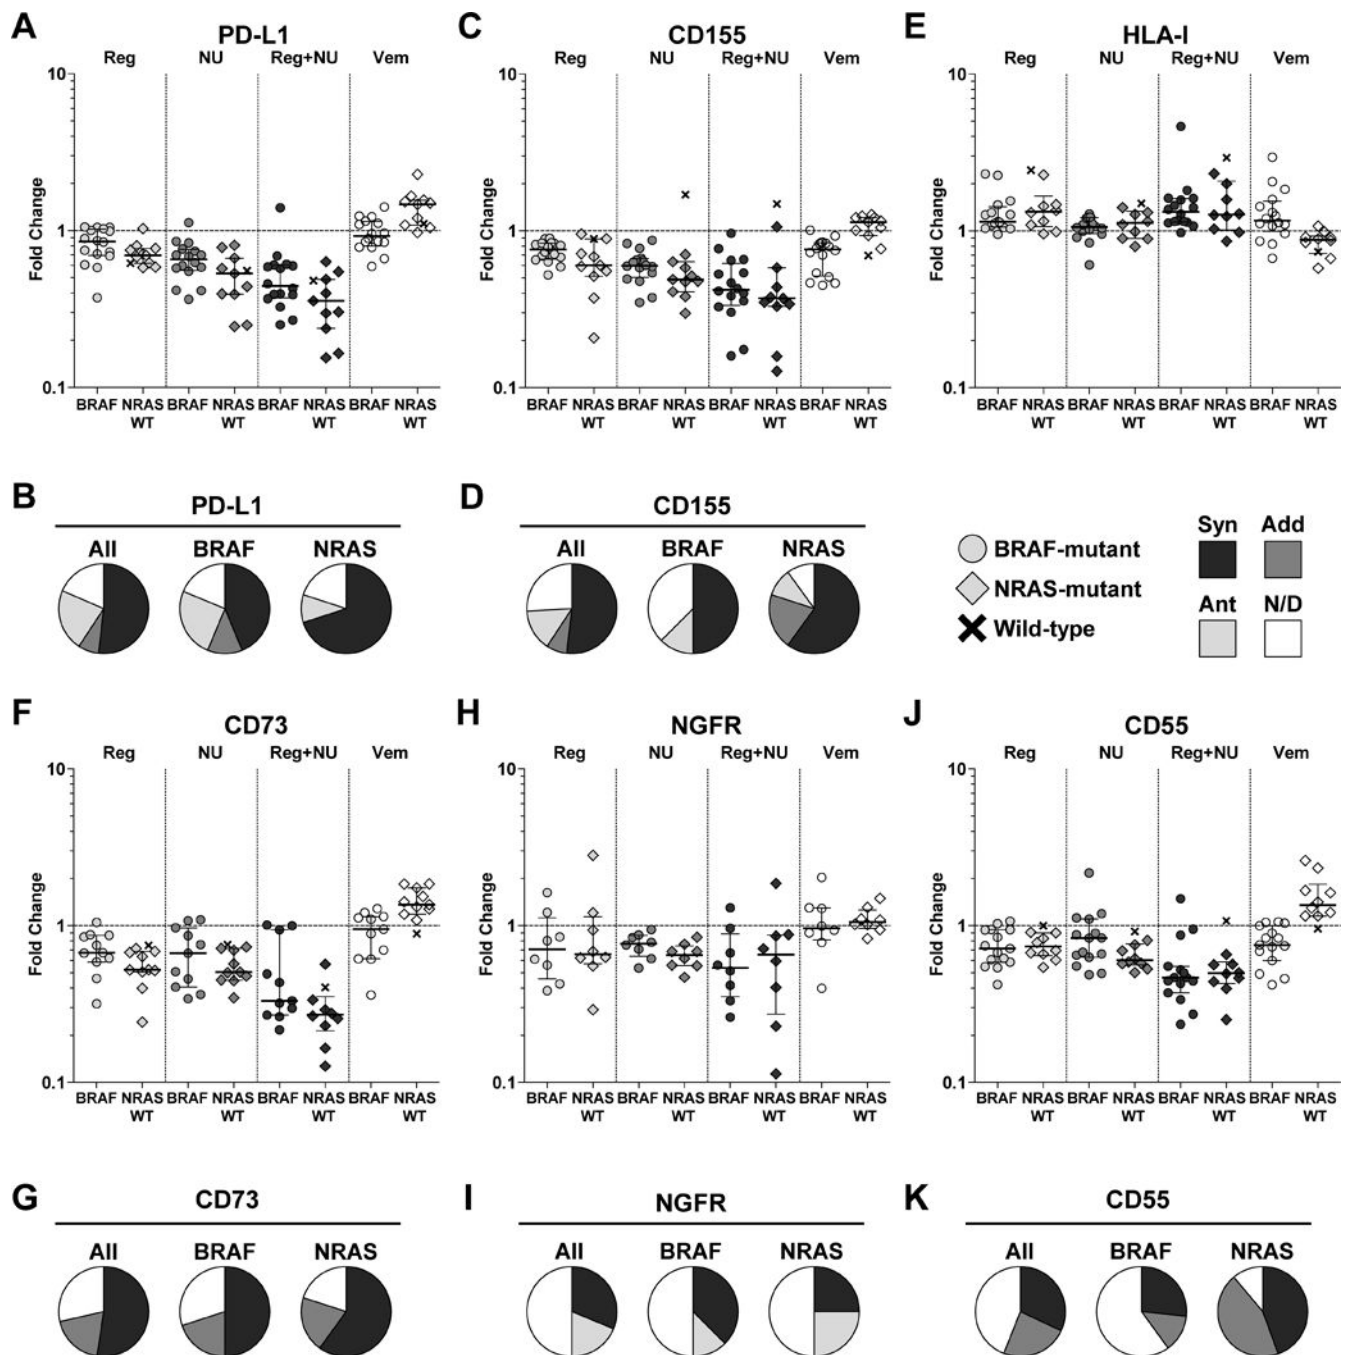 A
PD-L1
Reg NU Reg+NU Vem
10
1
0.1
Fold Change
BRAF NRAS BRAF NRAS BRAF NRAS BRAF NRAS
WT WT WT WT
C
CD155
Reg NU Reg+NU Vem
10
1
0.1
Fold Change
BRAF NRAS BRAF NRAS BRAF NRAS BRAF NRAS
WT WT WT WT
E
HLA-I
Reg NU Reg+NU Vem
10
1
0.1
Fold Change
BRAF NRAS BRAF NRAS BRAF NRAS BRAF NRAS
WT WT WT WT
B
PD-L1
All BRAF NRAS
D
CD155
All BRAF NRAS
BRAF-mutant
NRAS-mutant
Wild-type
Syn Add
Ant N/D
F
CD73
Reg NU Reg+NU Vem
10
1
0.1
Fold Change
BRAF NRAS BRAF NRAS BRAF NRAS BRAF NRAS
WT WT WT WT
H
NGFR
Reg NU Reg+NU Vem
10
1
0.1
Fold Change
BRAF NRAS BRAF NRAS BRAF NRAS BRAF NRAS
WT WT WT WT
J
CD55
Reg NU Reg+NU Vem
10
1
0.1
Fold Change
BRAF NRAS BRAF NRAS BRAF NRAS BRAF NRAS
WT WT WT WT
G
CD73
All BRAF NRAS
I
NGFR
All BRAF NRAS
K
CD55
All BRAF NRAS